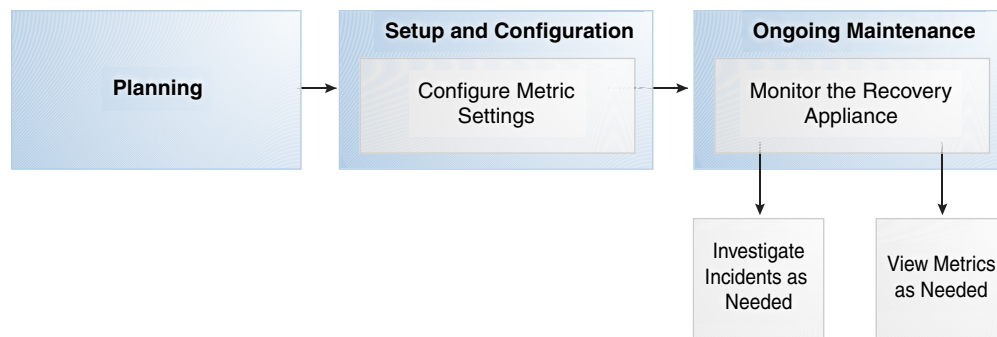 Planning
Setup and Configuration
Configure Metric
Settings
Ongoing Maintenance
Monitor the Recovery
Appliance
Investigate
Incidents as
Needed
View Metrics
as Needed